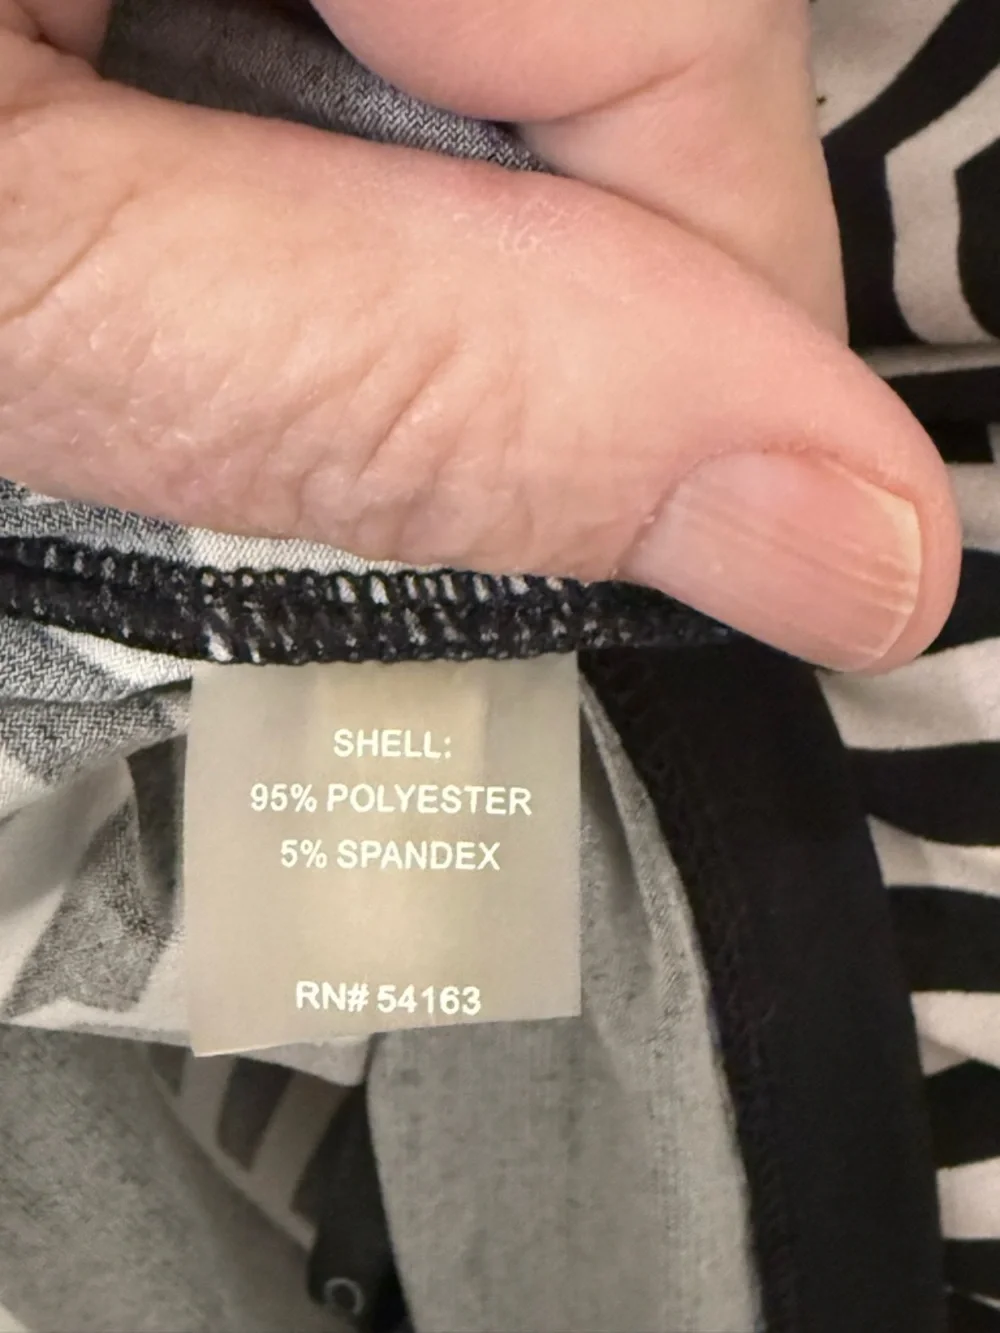 SHELL:
95% POLYESTER
5% SPANDEX
RN# 54163